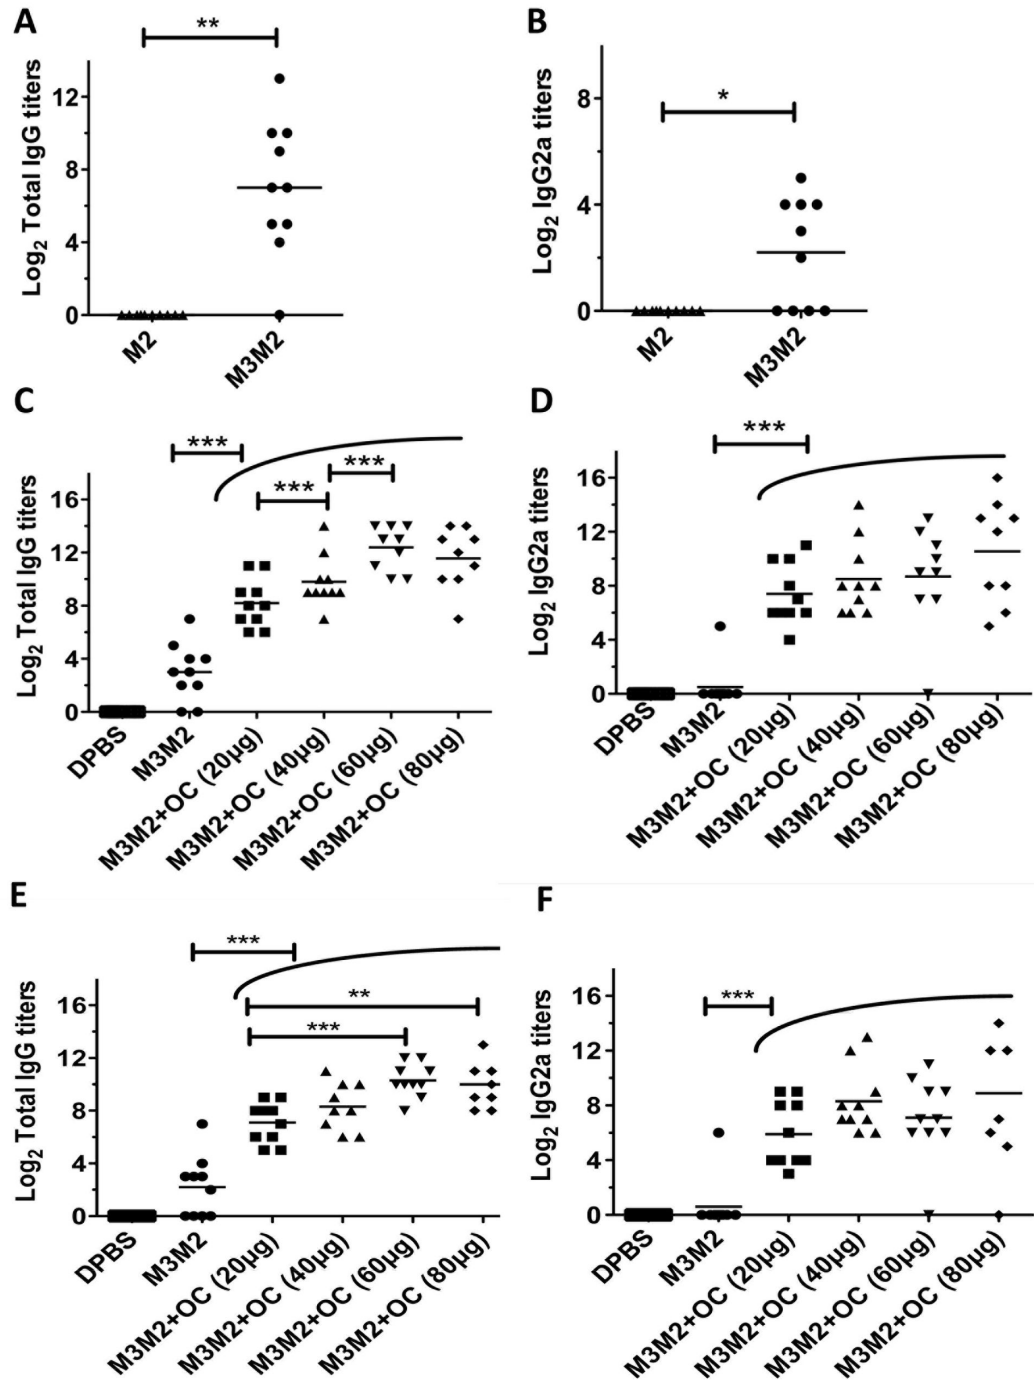 A
**
Log2 Total IgG titers
12
8
4
0
M2
M3M2
B
*
Log2 IgG2a titers
8
4
0
M2
M3M2
C
***
***
***
Log2 Total IgG titers
16
12
8
4
0
DPBS
M3M2
M3M2+OC (20µg)
M3M2+OC (40µg)
M3M2+OC (60µg)
M3M2+OC (80µg)
D
***
Log2 IgG2a titers
16
12
8
4
0
DPBS
M3M2
M3M2+OC (20µg)
M3M2+OC (40µg)
M3M2+OC (60µg)
M3M2+OC (80µg)
E
***
**
***
Log2 Total IgG titers
16
12
8
4
0
DPBS
M3M2
M3M2+OC (20µg)
M3M2+OC (40µg)
M3M2+OC (60µg)
M3M2+OC (80µg)
F
***
Log2 IgG2a titers
16
12
8
4
0
DPBS
M3M2
M3M2+OC (20µg)
M3M2+OC (40µg)
M3M2+OC (60µg)
M3M2+OC (80µg)